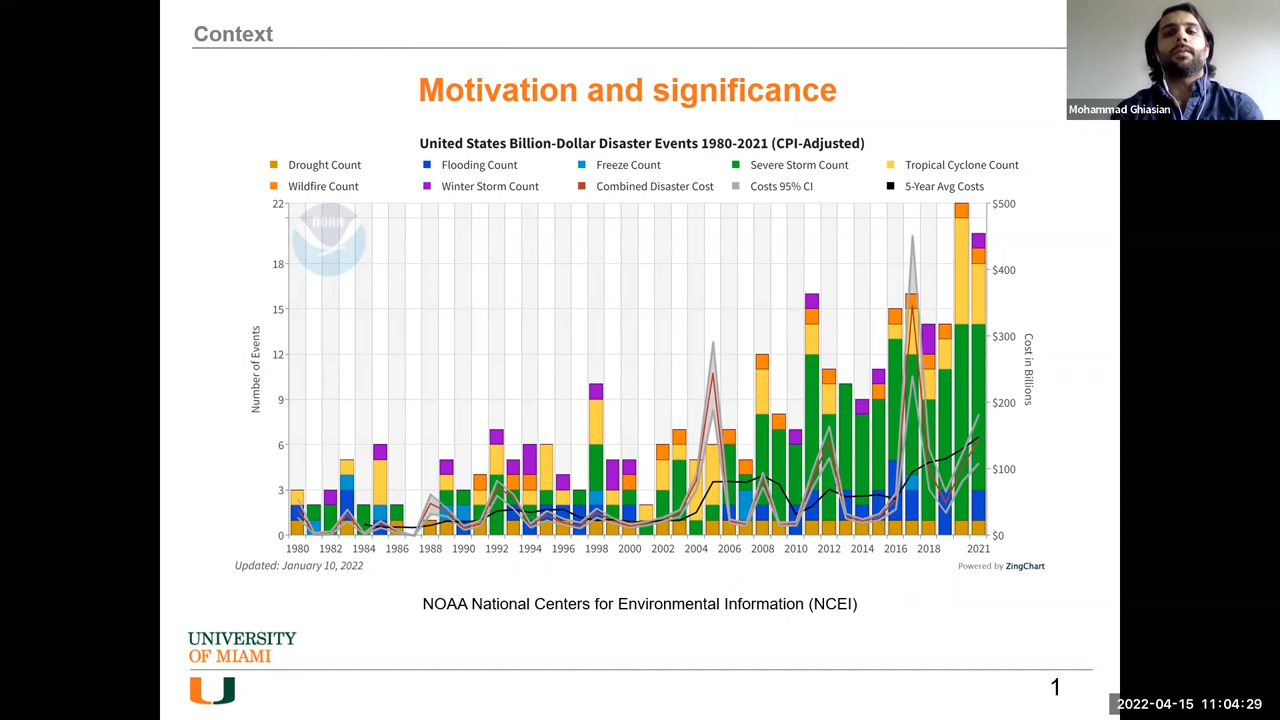 Context
Motivation and significance
Mohammad Ghiasian
United States Billion-Dollar Disaster Events 1980-2021 (CPI-Adjusted)
Drought Count Flooding Count Freeze Count Severe Storm Count Tropical Cyclone Count
Wildfire Count Winter Storm Count Combined Disaster Cost Costs 95% CI 5-Year Avg Costs
NOAA
Number of Events
22
18
15
12
9
6
3
0
$500
$400
$300
$200
$100
$0
Cost in Billions
1980 1982 1984 1986 1988 1990 1992 1994 1996 1998 2000 2002 2004 2006 2008 2010 2012 2014 2016 2018 2021
Updated: January 10, 2022
Powered by ZingChart
NOAA National Centers for Environmental Information (NCEI)
UNIVERSITY
OF MIAMI
1
2022-04-15 11:04:29